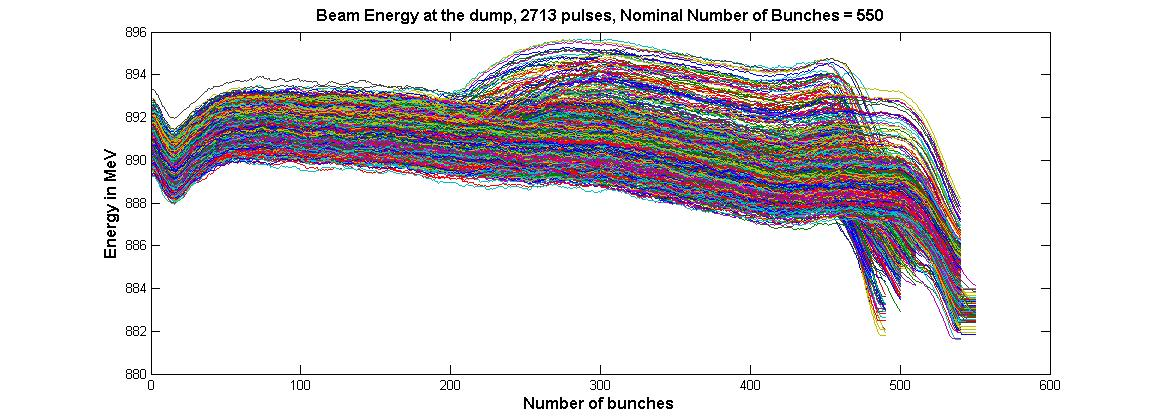 Beam Energy at the dump, 2713 pulses, Nominal Number of Bunches = 550
896
894
892
890
888
886
884
882
880
Energy in MeV
0 100 200 300 400 500 600
Number of bunches